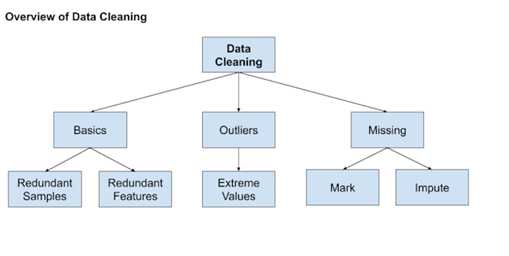 Overview of Data Cleaning
Data
Cleaning
Basics
Outliers
Missing
Redundant
Samples
Redundant
Features
Extreme
Values
Mark
Impute